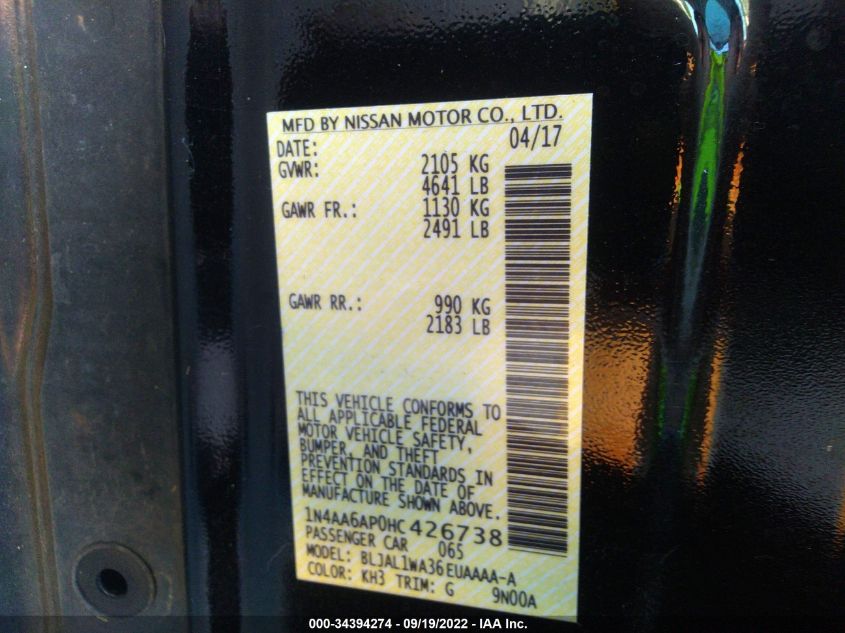 MFD BY NISSAN MOTOR CO., LTD.
DATE: 04/17
GVWR: 2105 KG
4641 LB
GAWR FR.: 1130 KG
2491 LB
GAWR RR.: 990 KG
2183 LB
THIS VEHICLE CONFORMS TO
ALL APPLICABLE FEDERAL
MOTOR VEHICLE SAFETY,
BUMPER, AND THEFT
PREVENTION STANDARDS IN
EFFECT ON THE DATE OF
MANUFACTURE SHOWN ABOVE.
1N4AA6AP0HC426738
PASSENGER CAR 065
MODEL: BLJAL1WA36EUAAAA-A
COLOR: KH3 TRIM: G 9N00A
000-34394274 - 09/19/2022 - IAA Inc.